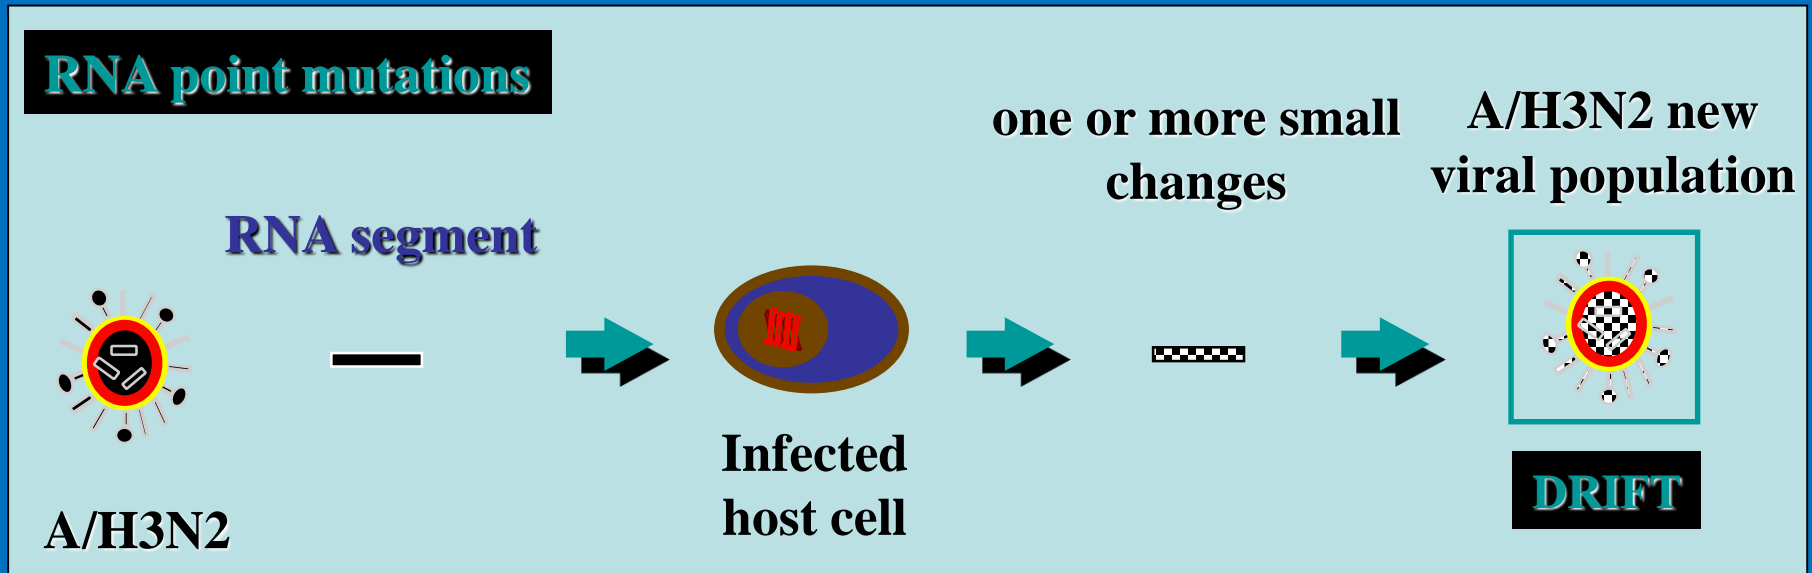 RNA point mutations
one or more small
changes
A/H3N2 new
viral population
RNA segment
Infected
host cell
A/H3N2
DRIFT